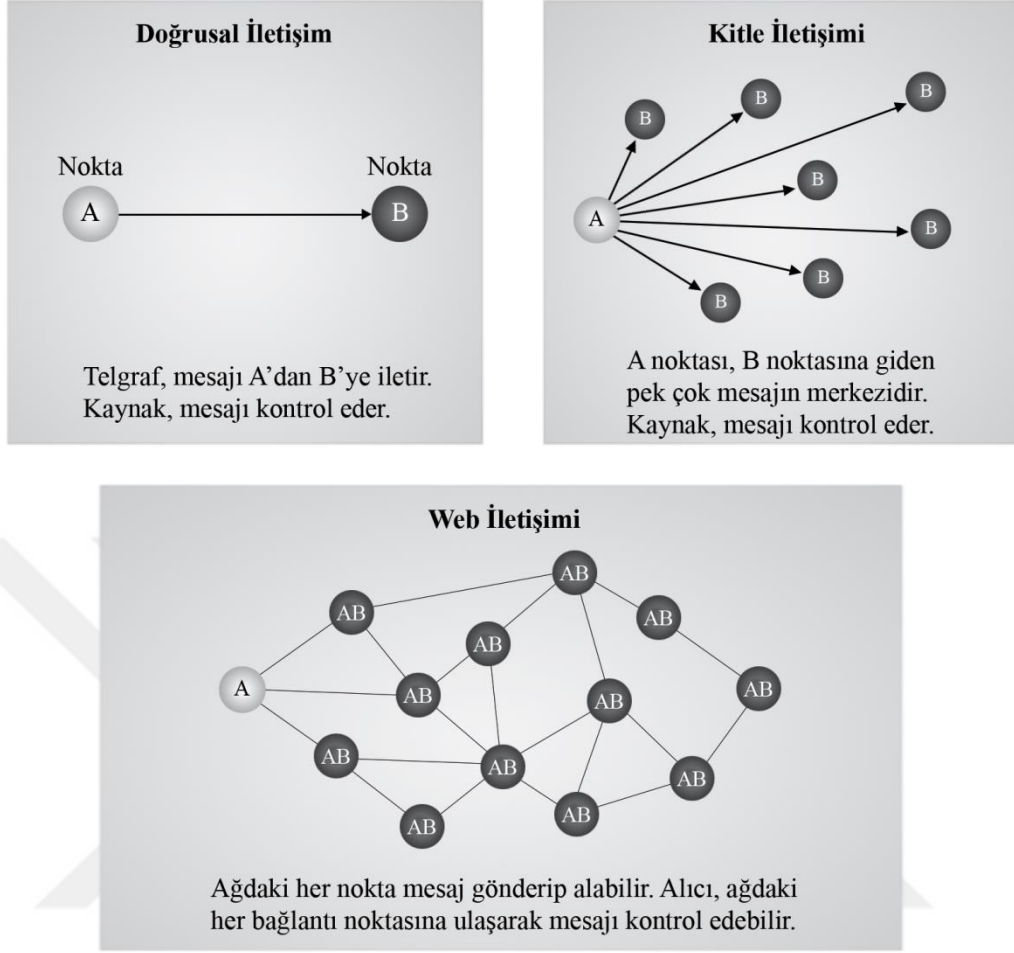 Doğrusal İletişim
Nokta
Nokta
A
B
Telgraf, mesajı A’dan B’ye iletir.
Kaynak, mesajı kontrol eder.
Kitle İletişimi
B
B
B
B
A
B
B
B
A noktası, B noktasına giden
pek çok mesajın merkezidir.
Kaynak, mesajı kontrol eder.
Web İletişimi
AB
AB
AB
AB
A
AB
AB
AB
AB
AB
AB
AB
AB
Ağdaki her nokta mesaj gönderip alabilir. Alıcı, ağdaki
her bağlantı noktasına ulaşarak mesajı kontrol edebilir.